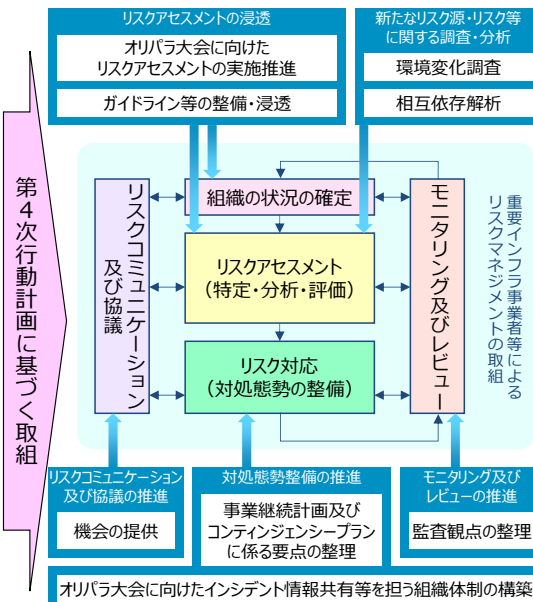 リスクアセスメントの浸透
オリパラ大会に向けた
リスクアセスメントの実施推進
ガイドライン等の整備・浸透
新たなリスク源・リスク等
に関する調査・分析
環境変化調査
相互依存解析
第4次行動計画に基づく取組
リスクコミュニケーション
及び協議
組織の状況の確定
リスクアセスメント
（特定・分析・評価）
リスク対応
（対処態勢の整備）
モニタリング及びレビュー
重要インフラ事業者等による
リスクマネジメントの取組
リスクコミュニケーション
及び協議の推進
機会の提供
対処態勢整備の推進
事業継続計画及び
コンティンジェンシープラン
に係る要点の整理
モニタリング及び
レビューの推進
監査観点の整理
オリパラ大会に向けたインシデント情報共有等を担う組織体制の構築